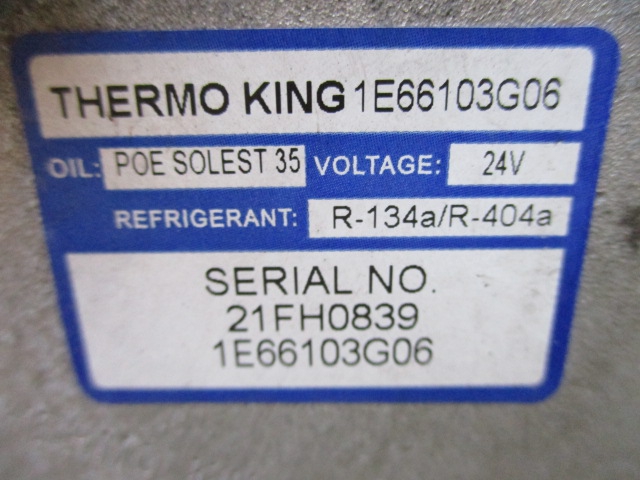 THERMO KING 1E66103G06
OIL: POE SOLEST 35 VOLTAGE: 24V
REFRIGERANT: R-134a/R-404a
SERIAL NO.
21FH0839
1E66103G06